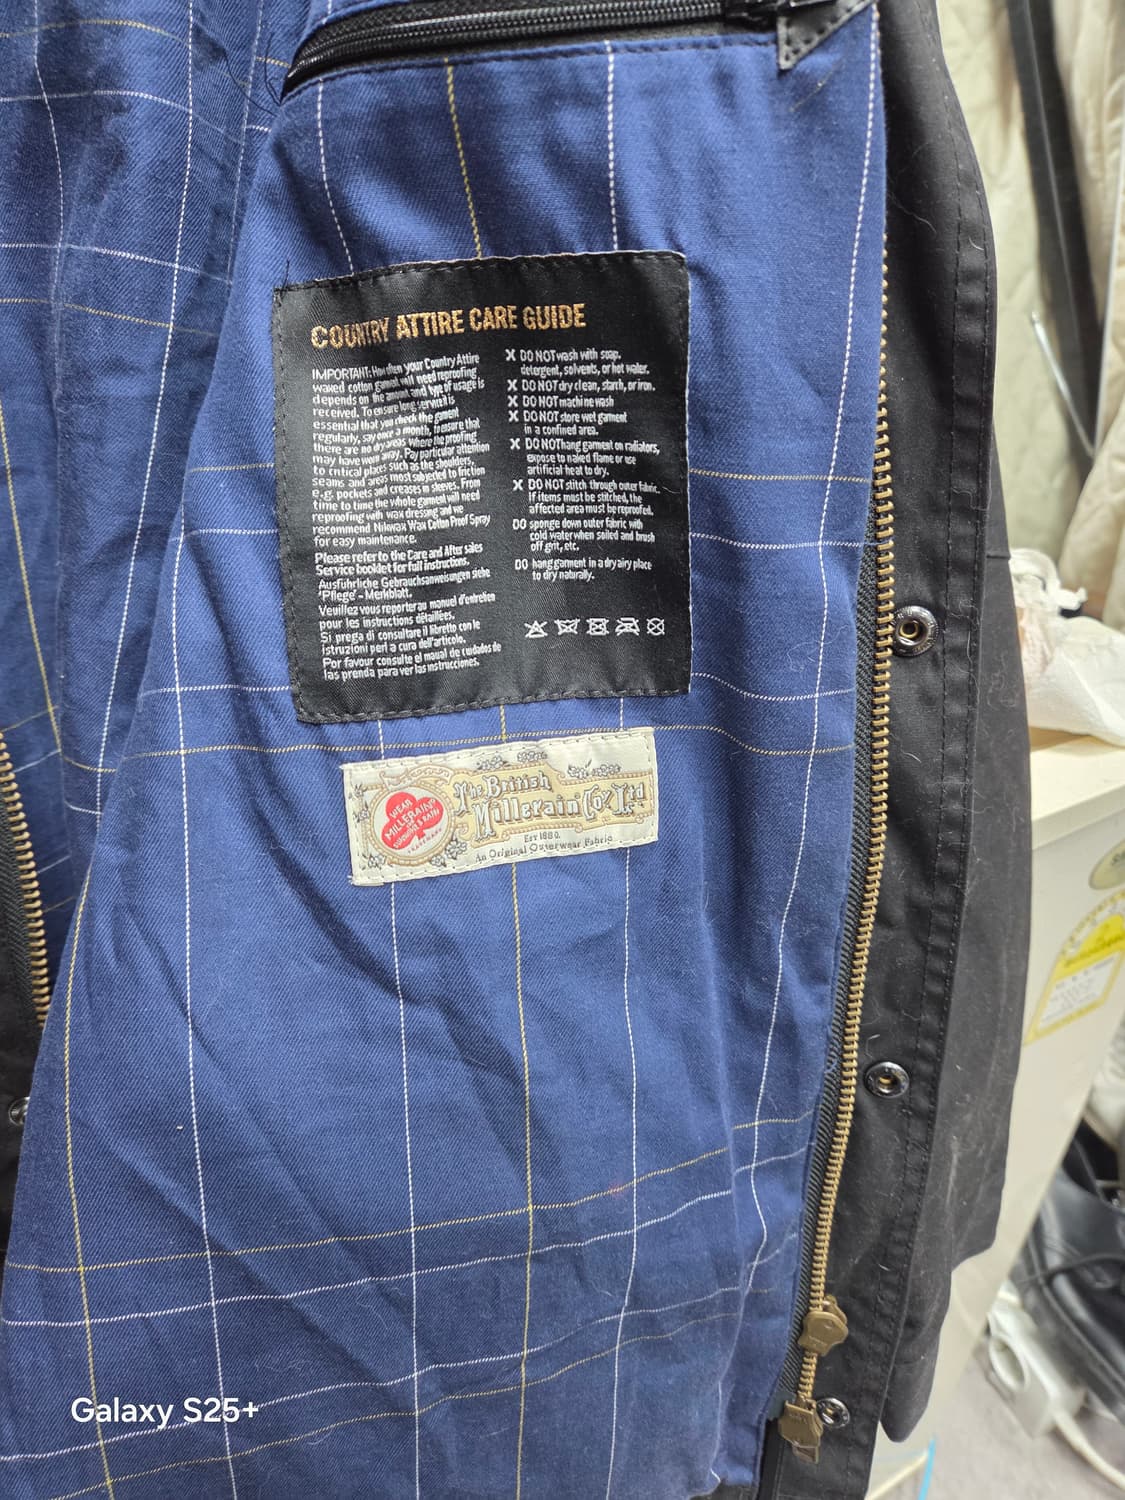 COUNTRY ATTIRE CARE GUIDE
IMPORTANT: How often your Country Attire
waxed cotton garment will need reproofing
depends on the amount and type of usage is
received. To ensure long service it is
essential that you check the gament
regularly, say once a month, to ensure that
there are no dry areas where the proofing
may have worn away. Pay particular attention
to critical places such as the shoulders,
seams and areas most subjected to friction
e.g. pockets and creases in sleeves. From
time to time the whole garment will need
reproofing with wax dressing and we
recommend Nikwax Wax Cotton Proof Spray
for easy maintenance.
Please refer to the Care and After sales
Service booklet for full instructions.
Ausführliche Gebrauchsanweisungen siehe
'Pflege' - Merkblatt.
Veuillez vous reporter au manuel d'entretien
pour les instructions détaillées.
Si prega di consultare il libretto con le
istruzioni perl a cura dell'articolo.
Por favour consulte el manual de cuidados de
las prenda para ver las instrucciones.
X DO NOT wash with soap,
detergent, solvents, or hot water.
X DO NOT dry clean, starch, or iron.
X DO NOT machine wash
X DO NOT store wet garment
in a confined area.
X DO NOT hang garment on radiators,
expose to naked flame or use
artificial heat to dry.
X DO NOT stitch through outer fabric.
If items must be stitched, the
affected area must be reproofed.
DO sponge down outer fabric with
cold water when soiled and brush
off grit, etc.
DO hang garment in a dry airy place
to dry naturally.
The British
Millerain Co. Ltd
WEAR
MILLERAIN
SUNSHINE & RAIN
TRADEMARK
Est 1880.
An Original Outerwear Fabric
Galaxy S25+